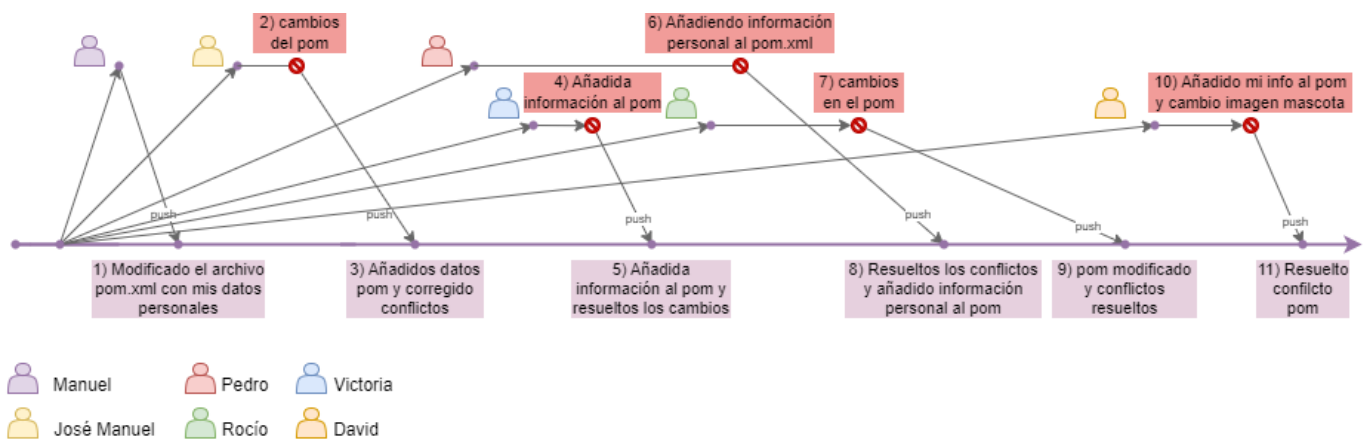 2) cambios
del pom
6) Añadiendo información
personal al pom.xml
4) Añadida
información al pom
7) cambios
en el pom
10) Añadido mi info al pom
y cambio imagen mascota
push
push
push
push
push
push
1) Modificado el archivo
pom.xml con mis datos
personales
3) Añadidos datos
pom y corregido
conflictos
5) Añadida
información al pom y
resueltos los cambios
8) Resueltos los conflictos
y añadido información
personal al pom
9) pom modificado
y conflictos
resueltos
11) Resuelto
confilcto
pom
Manuel
Pedro
Victoria
José Manuel
Rocío
David